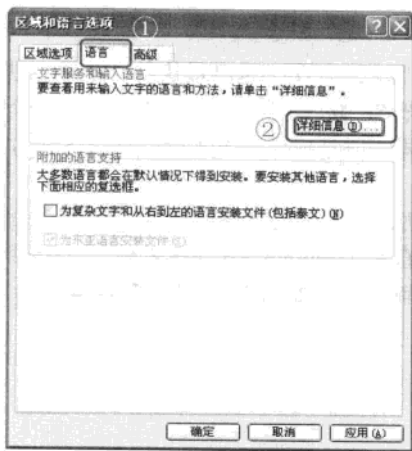 区域和语言选项
①
区域选项 语言 高级
文字服务和输入语言
要查看用来输入文字的语言和方法，请单击“详细信息”。
② 详细信息(D)...
附加的语言支持
大多数语言都会在默认情况下得到安装。要安装其他语言，选择
下面相应的复选框。
为复杂文字和从右到左的语言安装文件(包括泰文)(N)
为东亚语言安装文件(I)
确定 取消 应用(A)